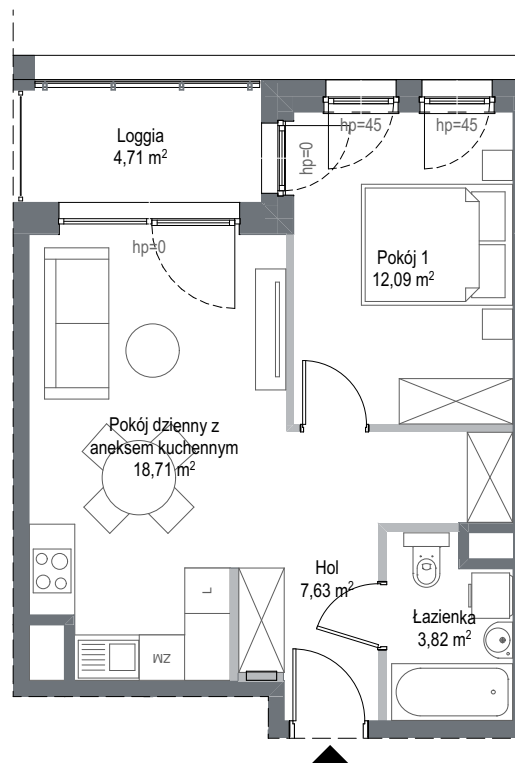 hp=45
hp=45
Loggia
4,71 m²
hp=0
hp=0
Pokój 1
12,09 m²
Pokój dzienny z
aneksem kuchennym
18,71 m²
Hol
7,63 m²
L
Łazienka
3,82 m²
ZM